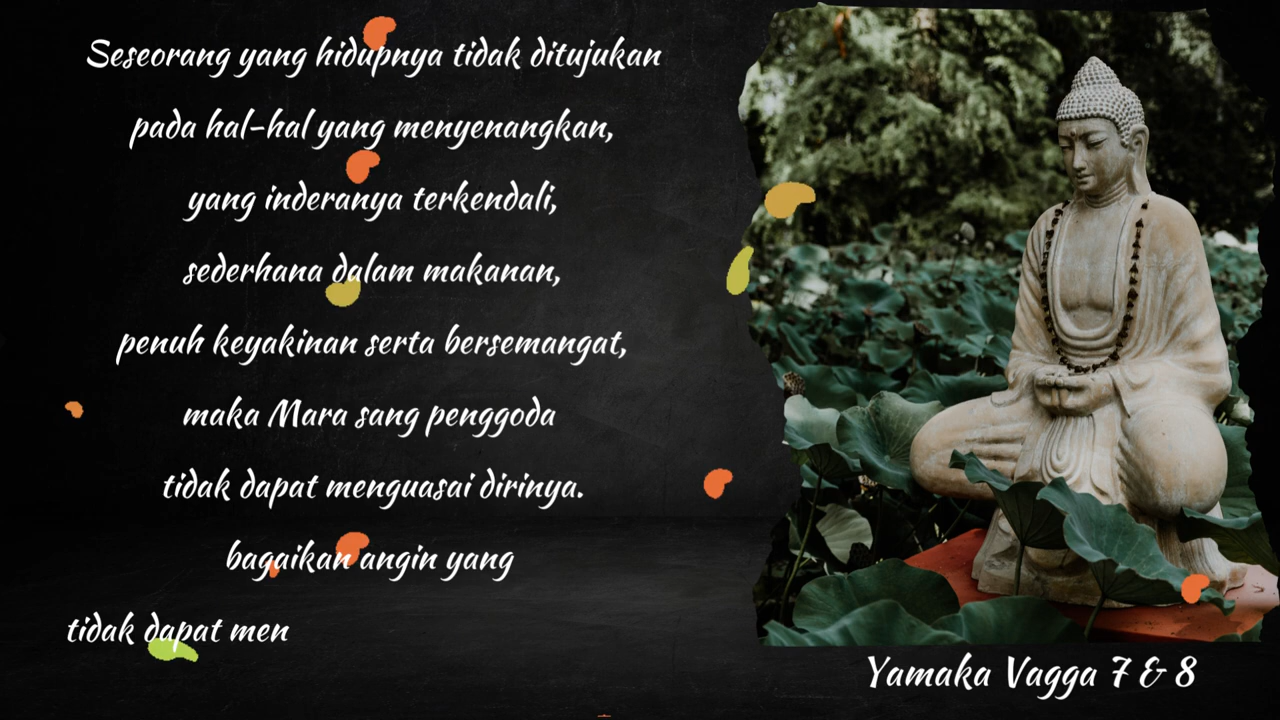 Seseorang yang hidupnya tidak ditujukan
pada hal-hal yang menyenangkan,
yang inderanya terkendali,
sederhana dalam makanan,
penuh keyakinan serta bersemangat,
maka Mara sang penggoda
tidak dapat menguasai dirinya.
bagaikan angin yang
tidak dapat men
Yamaka Vagga 7 & 8